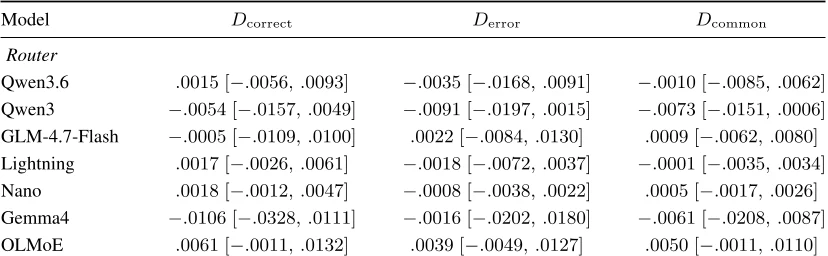 Model D_correct D_error D_common
Router
Qwen3.6 .0015 [−.0056, .0093] −.0035 [−.0168, .0091] −.0010 [−.0085, .0062]
Qwen3 −.0054 [−.0157, .0049] −.0091 [−.0197, .0015] −.0073 [−.0151, .0006]
GLM-4.7-Flash −.0005 [−.0109, .0100] .0022 [−.0084, .0130] .0009 [−.0062, .0080]
Lightning .0017 [−.0026, .0061] −.0018 [−.0072, .0037] −.0001 [−.0035, .0034]
Nano .0018 [−.0012, .0047] −.0008 [−.0038, .0022] .0005 [−.0017, .0026]
Gemma4 −.0106 [−.0328, .0111] −.0016 [−.0202, .0180] −.0061 [−.0208, .0087]
OLMoE .0061 [−.0011, .0132] .0039 [−.0049, .0127] .0050 [−.0011, .0110]